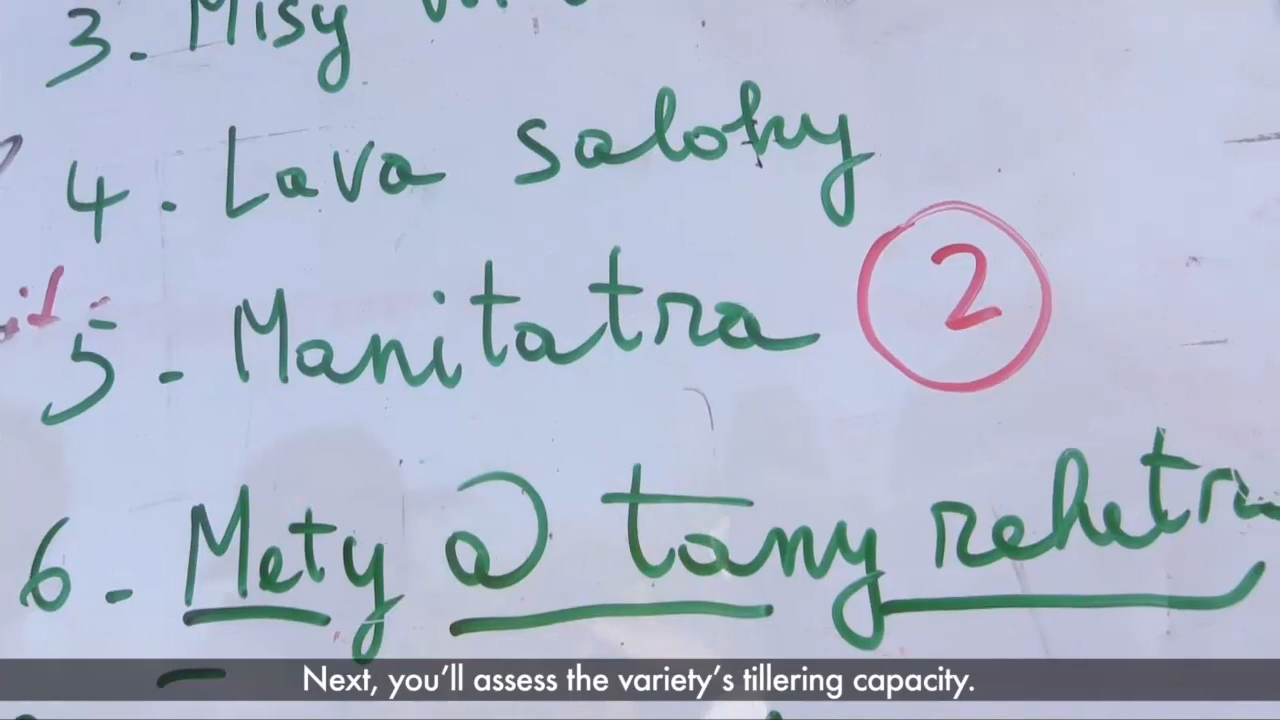 3. Misy
4. Lava salohy
5 - Manitatra 2
6 - Mety @ tany rehetra
Next, you'll assess the variety's tillering capacity.